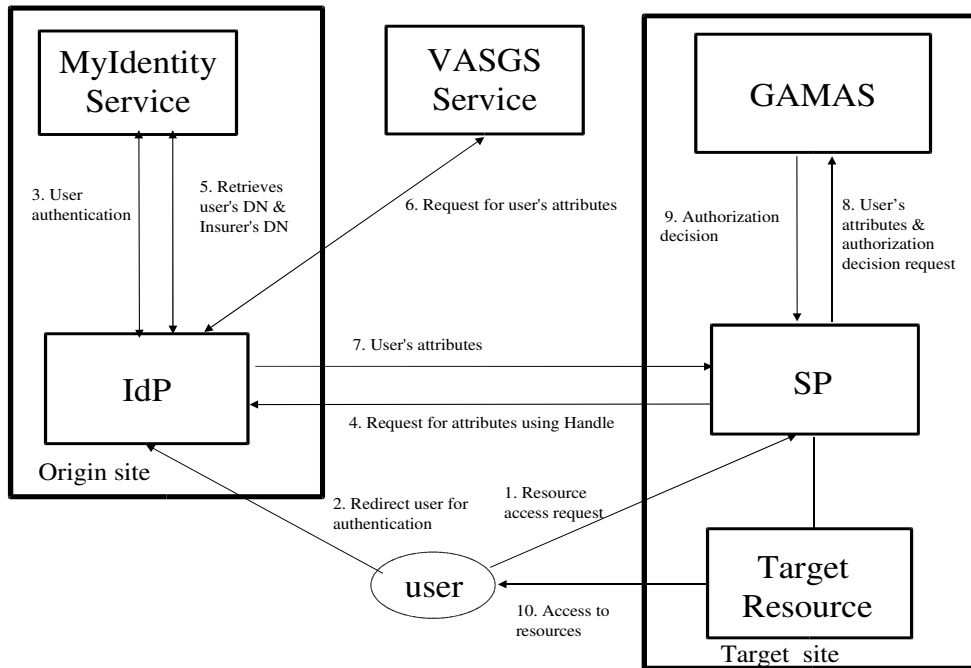 MyIdentity
Service
VASGS
Service
GAMAS
3. User
authentication
5. Retrieves
user's DN &
Insurer's DN
6. Request for user's attributes
9. Authorization
decision
8. User’s
attributes &
authorization
decision request
7. User's attributes
IdP
SP
4. Request for attributes using Handle
Origin site
2. Redirect user for
authentication
1. Resource
access request
user
10. Access to
resources
Target
Resource
Target site